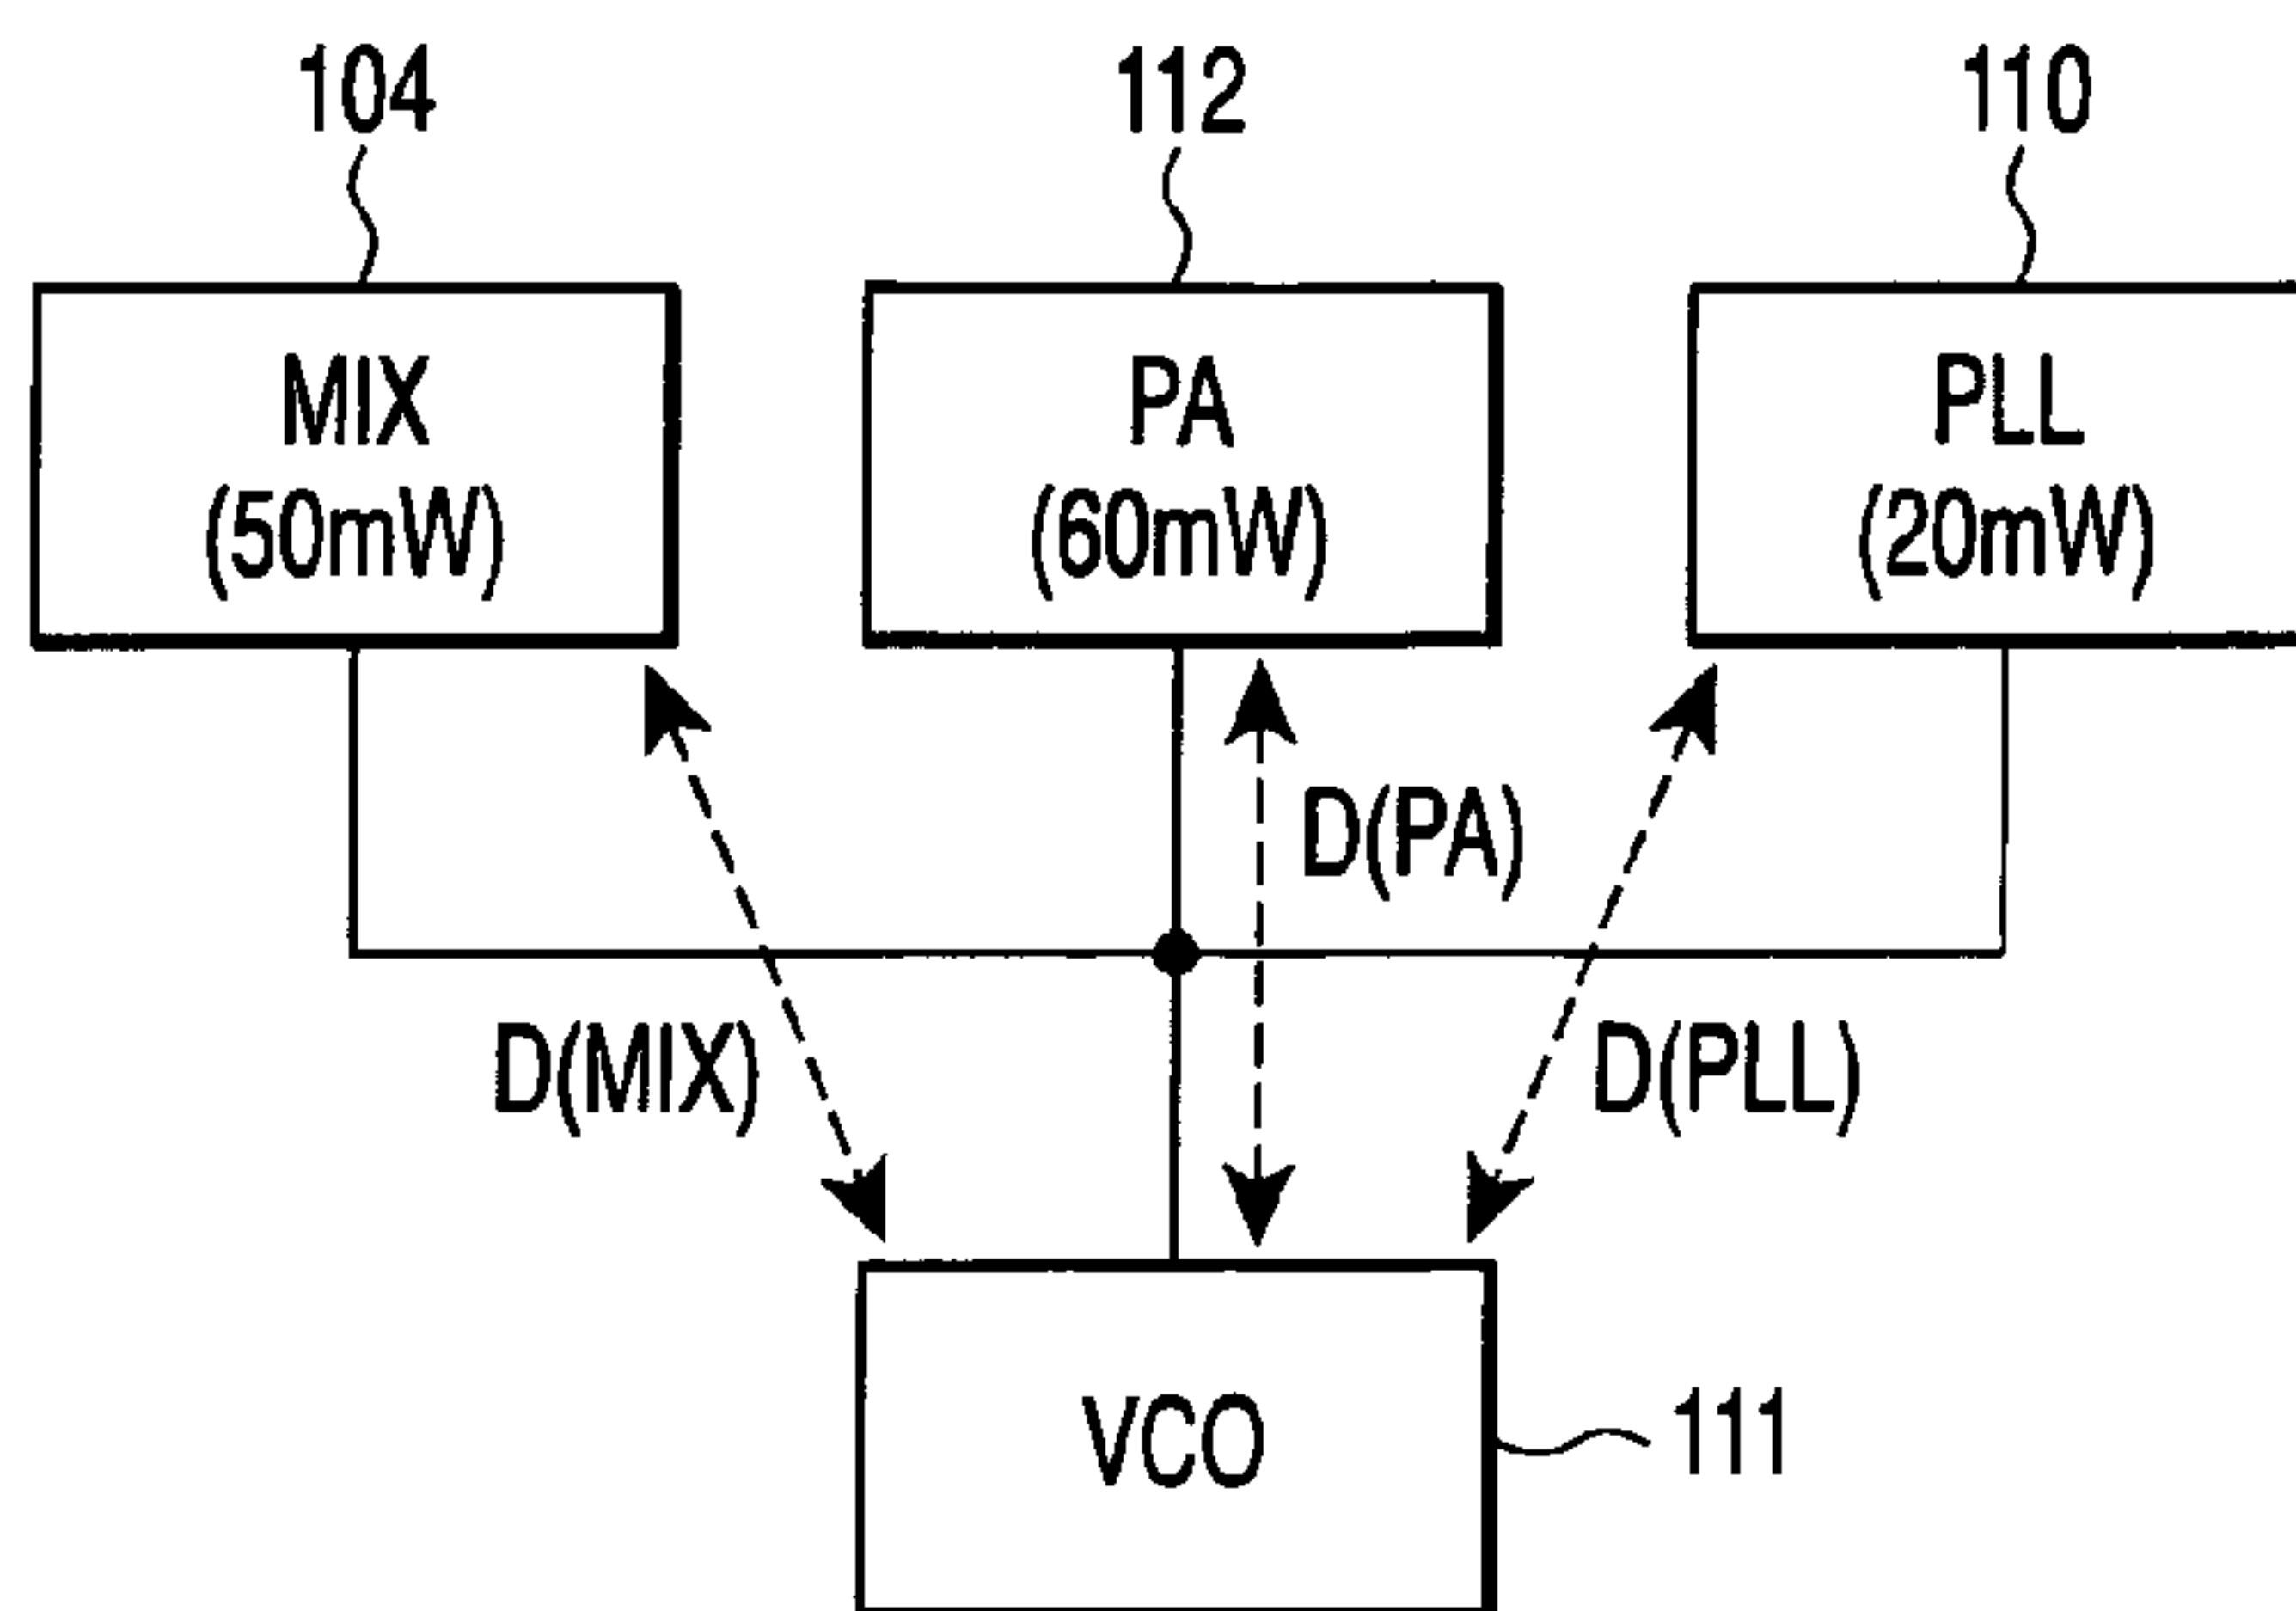 104
112
110
MIX
(50mW)
PA
(60mW)
PLL
(20mW)
D(PA)
D(MIX)
D(PLL)
VCO
111